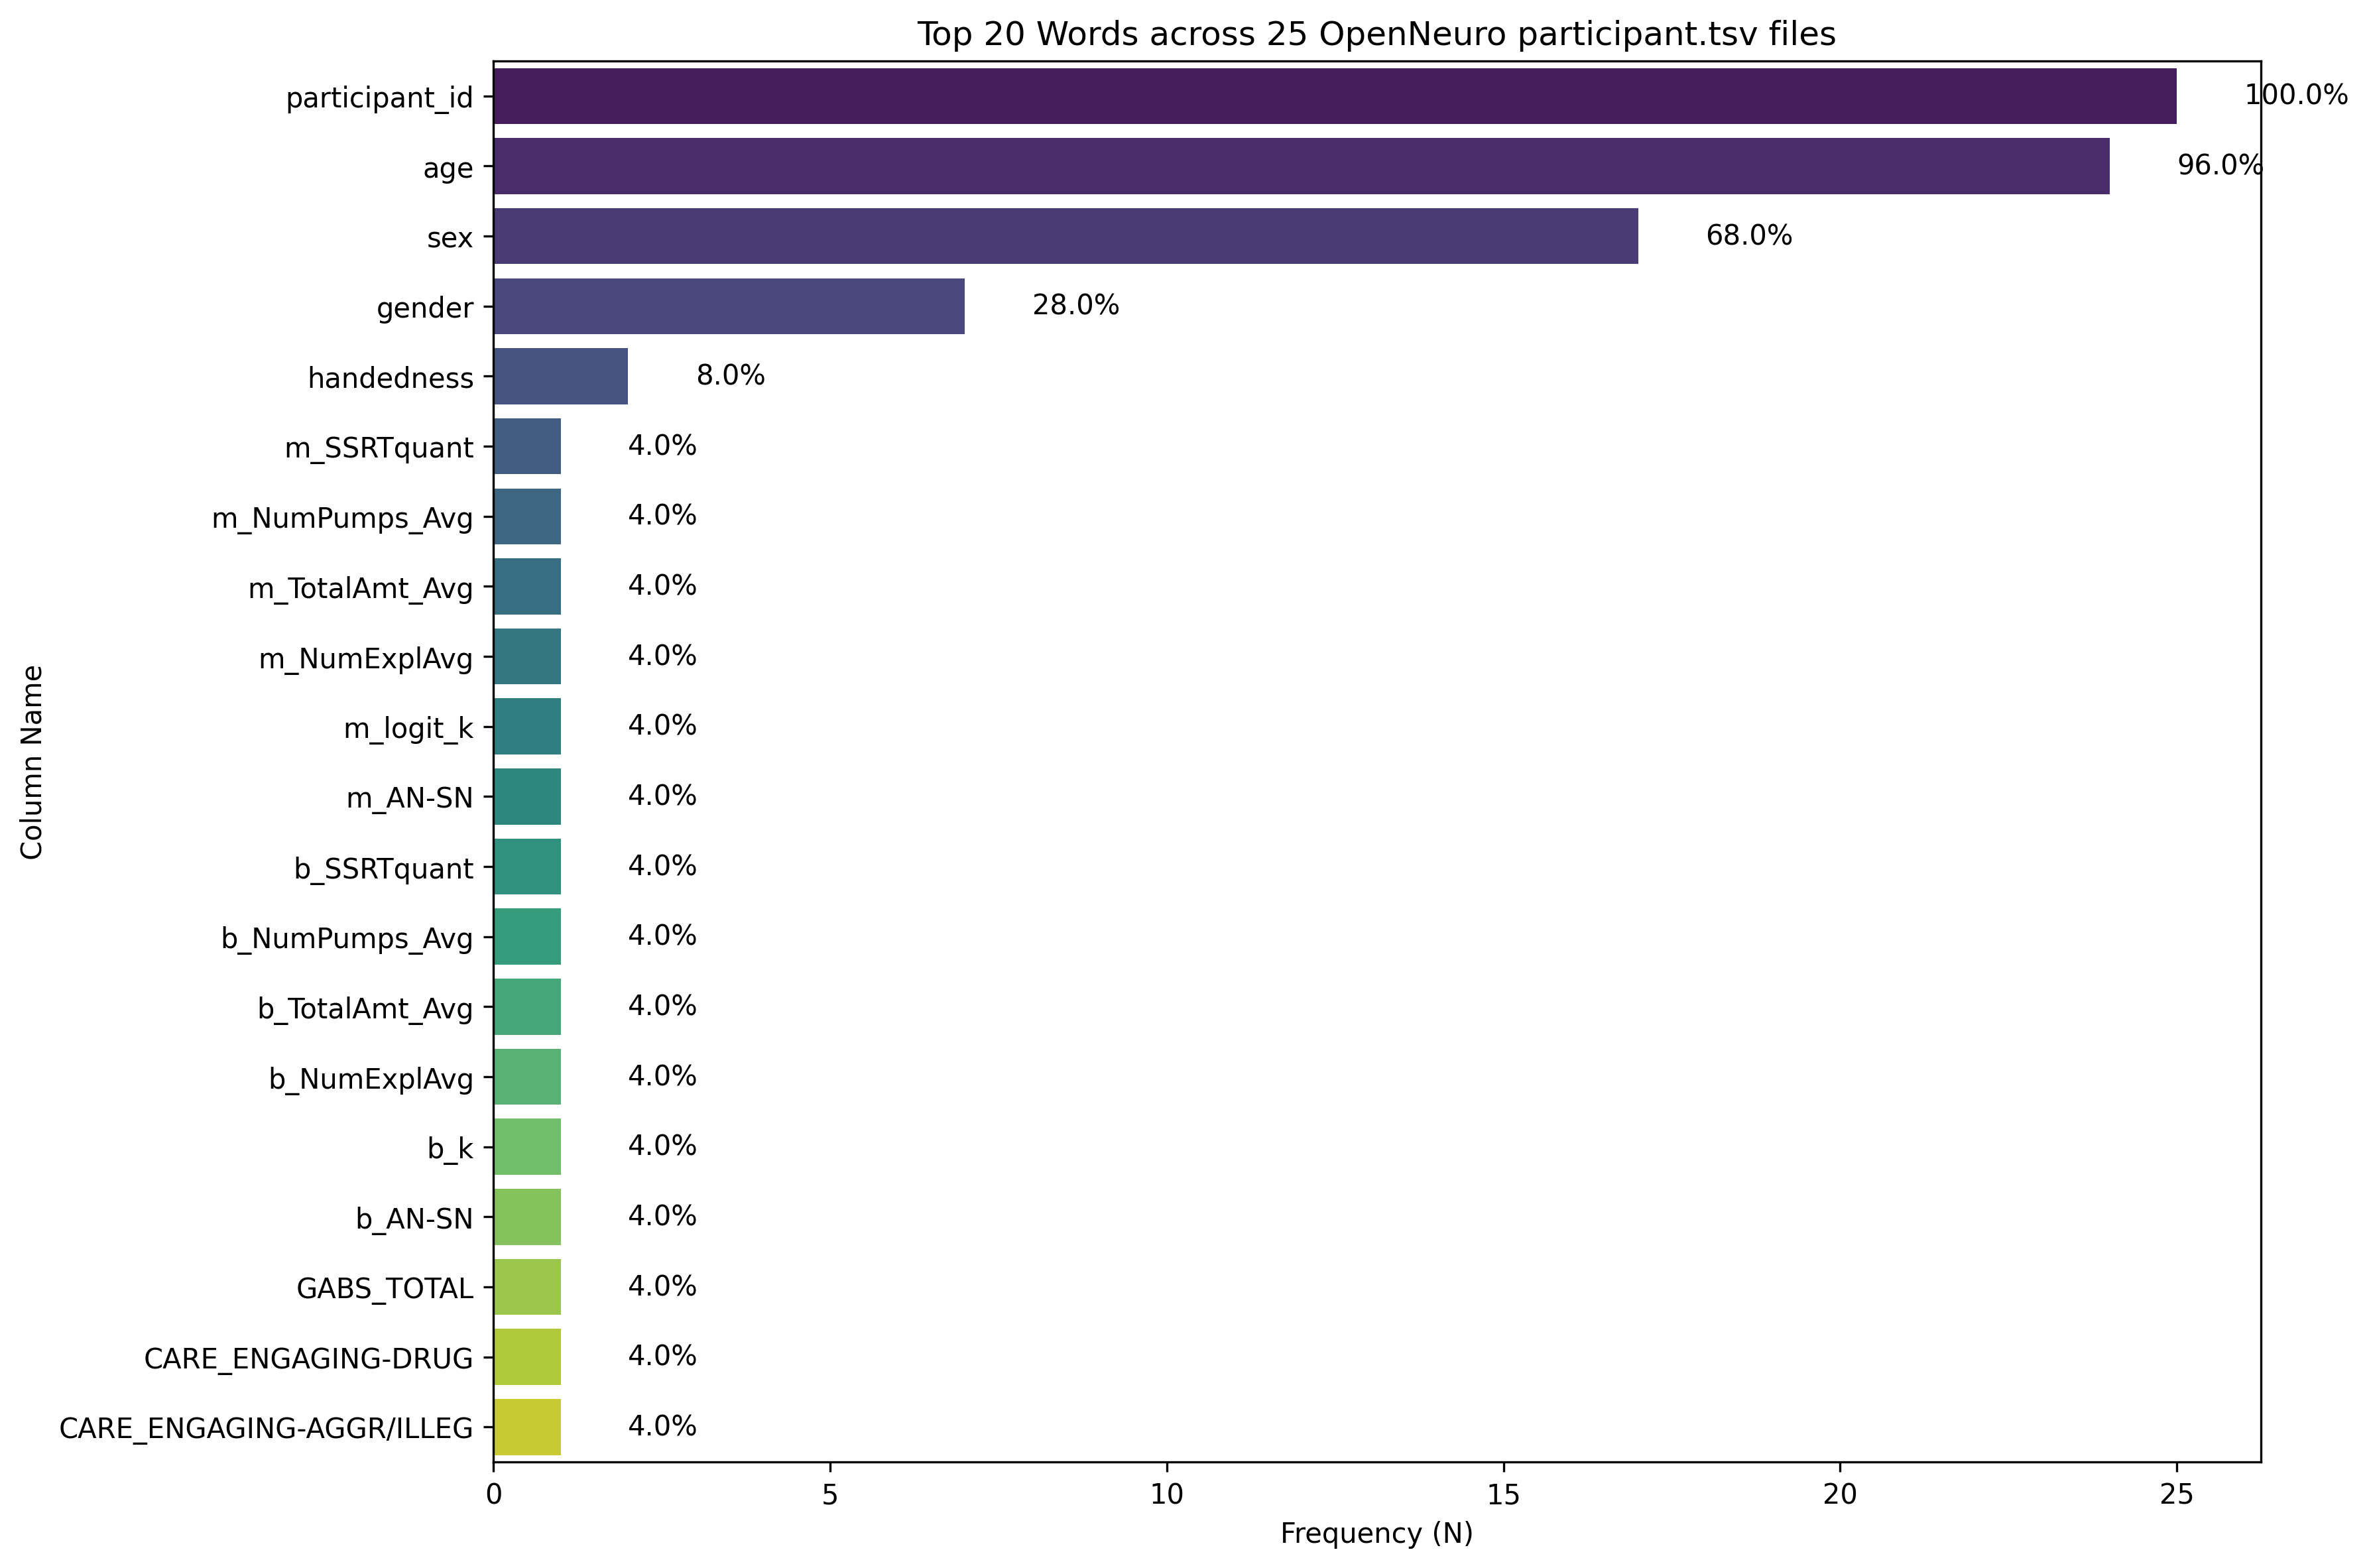 Top 20 Words across 25 OpenNeuro participant.tsv files
participant_id 100.0%
age 96.0%
sex 68.0%
gender 28.0%
handedness 8.0%
m_SSRTquant 4.0%
m_NumPumps_Avg 4.0%
m_TotalAmt_Avg 4.0%
m_NumExplAvg 4.0%
m_logit_k 4.0%
m_AN-SN 4.0%
b_SSRTquant 4.0%
b_NumPumps_Avg 4.0%
b_TotalAmt_Avg 4.0%
b_NumExplAvg 4.0%
b_k 4.0%
b_AN-SN 4.0%
GABS_TOTAL 4.0%
CARE_ENGAGING-DRUG 4.0%
CARE_ENGAGING-AGGR/ILLEG 4.0%
Column Name
0 5 10 15 20 25
Frequency (N)